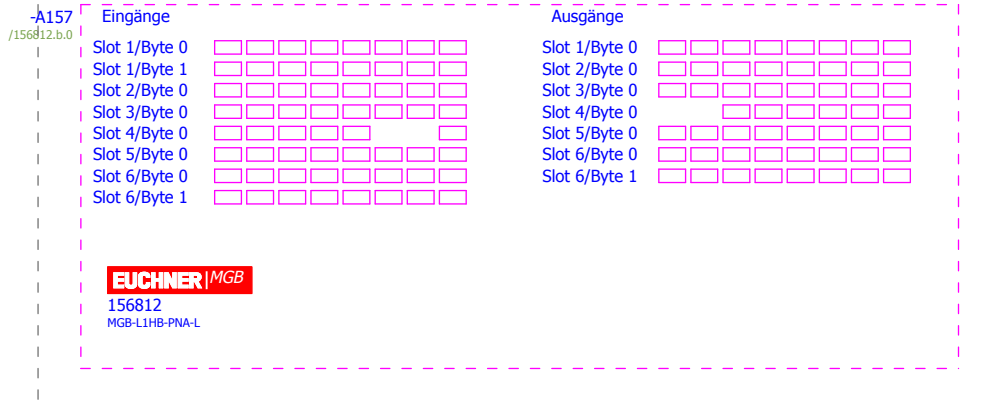 -A157
/156812.b.0
Eingänge
Slot 1/Byte 0
Slot 1/Byte 1
Slot 2/Byte 0
Slot 3/Byte 0
Slot 4/Byte 0
Slot 5/Byte 0
Slot 6/Byte 0
Slot 6/Byte 1
Ausgänge
Slot 1/Byte 0
Slot 2/Byte 0
Slot 3/Byte 0
Slot 4/Byte 0
Slot 5/Byte 0
Slot 6/Byte 0
Slot 6/Byte 1
EUCHNER|MGB
156812
MGB-L1HB-PNA-L